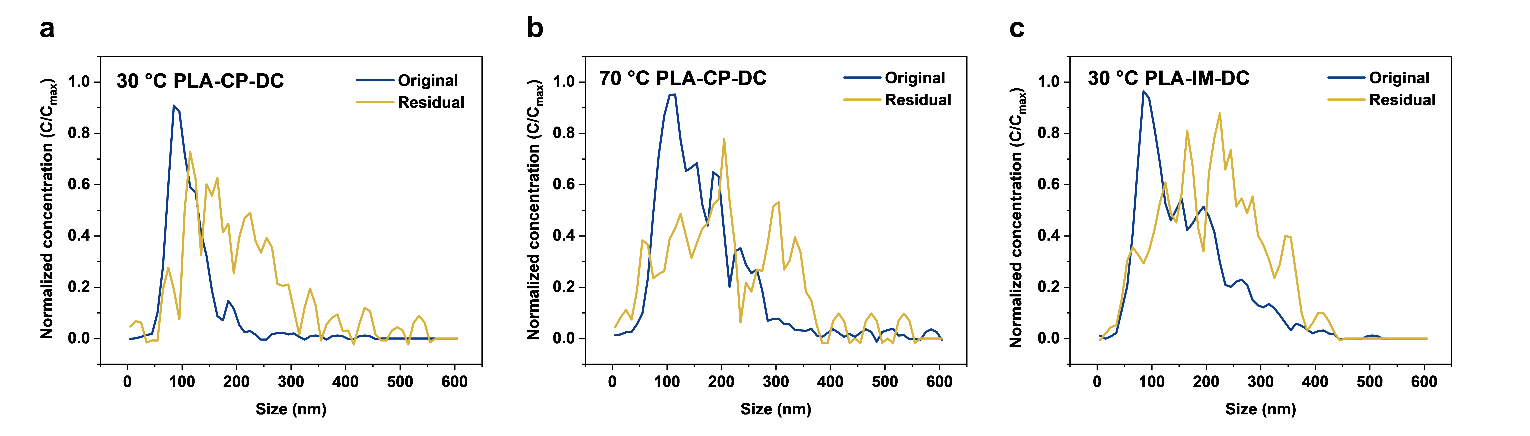 a
30 °C PLA-CP-DC
Original
Residual
Normalized concentration (C/Cmax)
1.0
0.8
0.6
0.4
0.2
0.0
0 100 200 300 400 500 600
Size (nm)
b
70 °C PLA-CP-DC
Original
Residual
Normalized concentration (C/Cmax)
1.0
0.8
0.6
0.4
0.2
0.0
0 100 200 300 400 500 600
Size (nm)
c
30 °C PLA-IM-DC
Original
Residual
Normalized concentration (C/Cmax)
1.0
0.8
0.6
0.4
0.2
0.0
0 100 200 300 400 500 600
Size (nm)